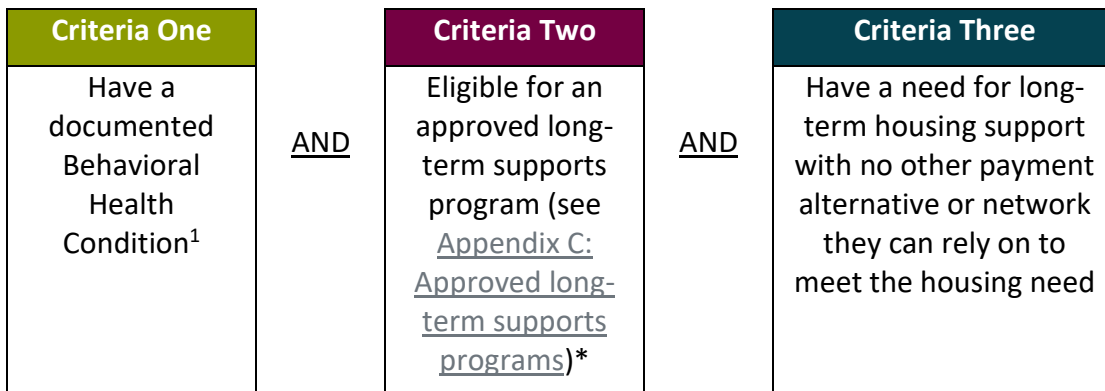 Criteria One
Have a
documented
Behavioral
Health
Condition1
AND
Criteria Two
Eligible for an
approved long-
term supports
program (see
Appendix C:
Approved long-
term supports
programs)*
AND
Criteria Three
Have a need for long-
term housing support
with no other payment
alternative or network
they can rely on to
meet the housing need